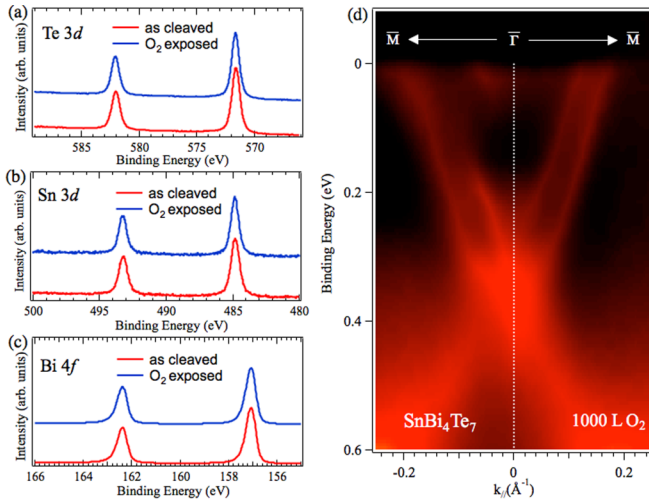 (a)
Te 3d
as cleaved
O2 exposed
Intensity (arb. units)
585 580 575 570
Binding Energy (eV)
(b)
Sn 3d
as cleaved
O2 exposed
Intensity (arb. units)
500 495 490 485 480
Binding Energy (eV)
(c)
Bi 4f
as cleaved
O2 exposed
Intensity (arb. units)
166 164 162 160 158 156
Binding Energy (eV)
(d)
M̅ Γ̅ M̅
0
0.2
0.4
0.6
Binding Energy (eV)
SnBi4Te7 1000 L O2
-0.2 0 0.2
k//(Å-1)